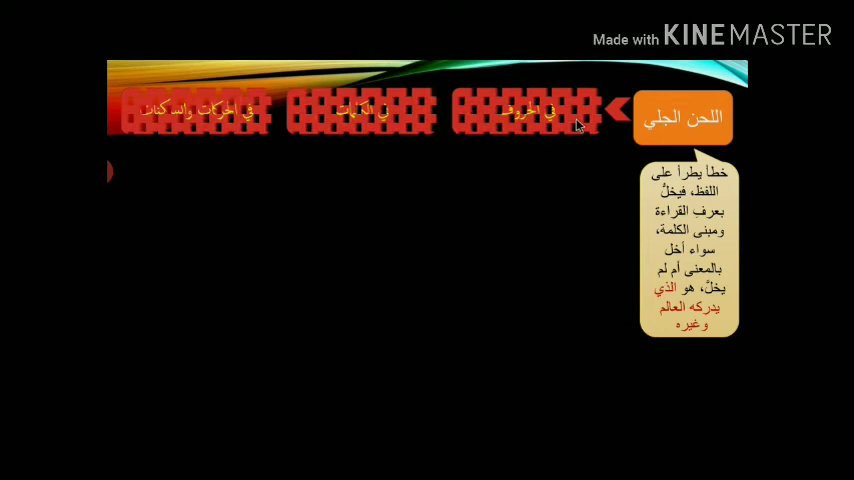 Made with KINEMASTER
اللحن الجلي
في الحروف
في الكلمات
في الحركات والسكنات
خطأ يطرأ على
اللفظ، فيخلُّ
بعرف القراءة
ومبنى الكلمة،
سواء أخل
بالمعنى أم لم
يخلَّ، هو الذي
يدركه العالم
وغيره